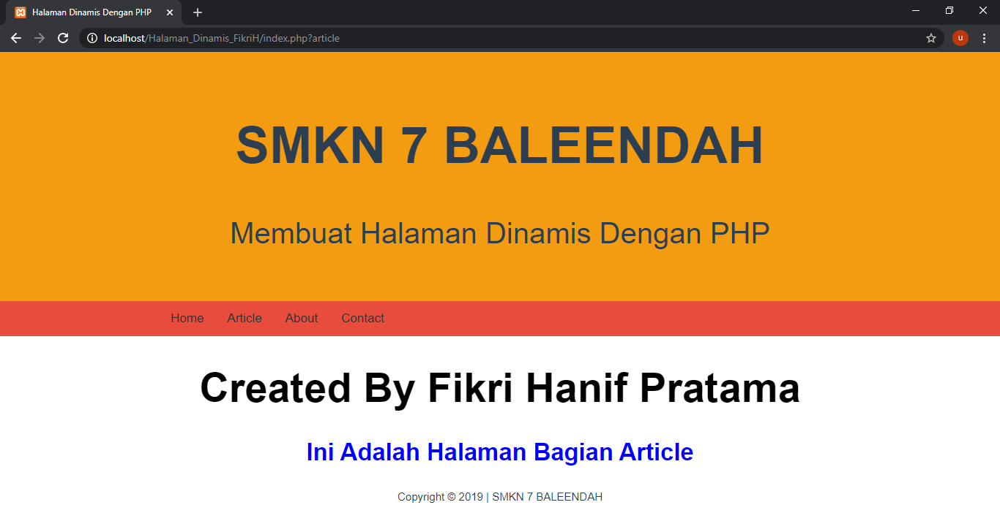 Halaman Dinamis Dengan PHP
localhost/Halaman_Dinamis_FikriH/index.php?article
u
SMKN 7 BALEENDAH
Membuat Halaman Dinamis Dengan PHP
Home Article About Contact
Created By Fikri Hanif Pratama
Ini Adalah Halaman Bagian Article
Copyright © 2019 | SMKN 7 BALEENDAH